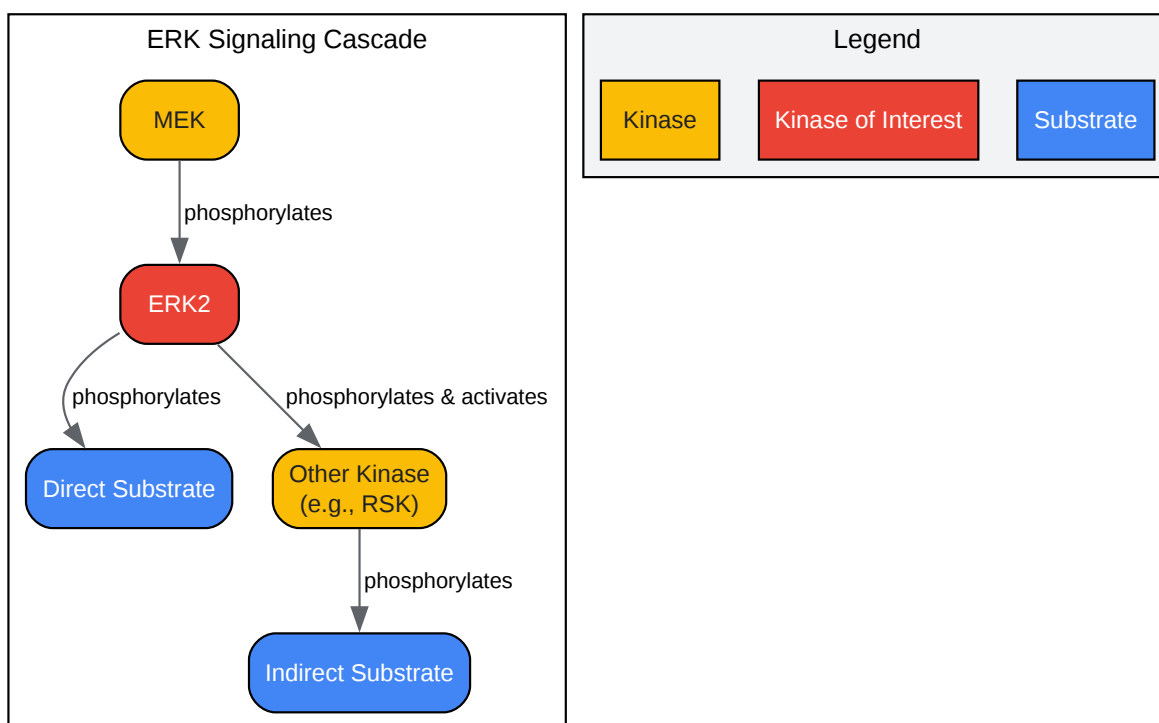 ERK Signaling Cascade
MEK
phosphorylates
ERK2
phosphorylates
phosphorylates & activates
Direct Substrate
Other Kinase
(e.g., RSK)
phosphorylates
Indirect Substrate
Legend
Kinase
Kinase of Interest
Substrate